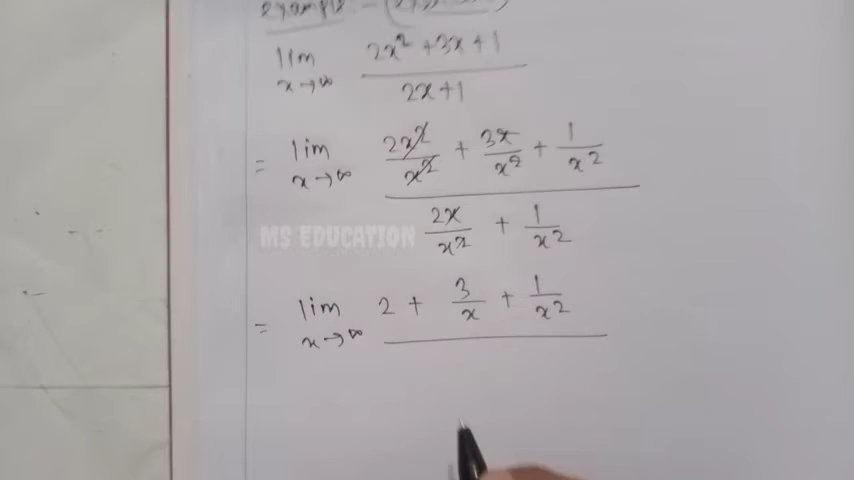 example -
lim 2x² + 3x + 1
x→∞ 2x + 1
= lim 2x²/x² + 3x/x² + 1/x²
x→∞ 2x/x² + 1/x²
MS EDUCATION
= lim 2 + 3/x + 1/x²
x→∞